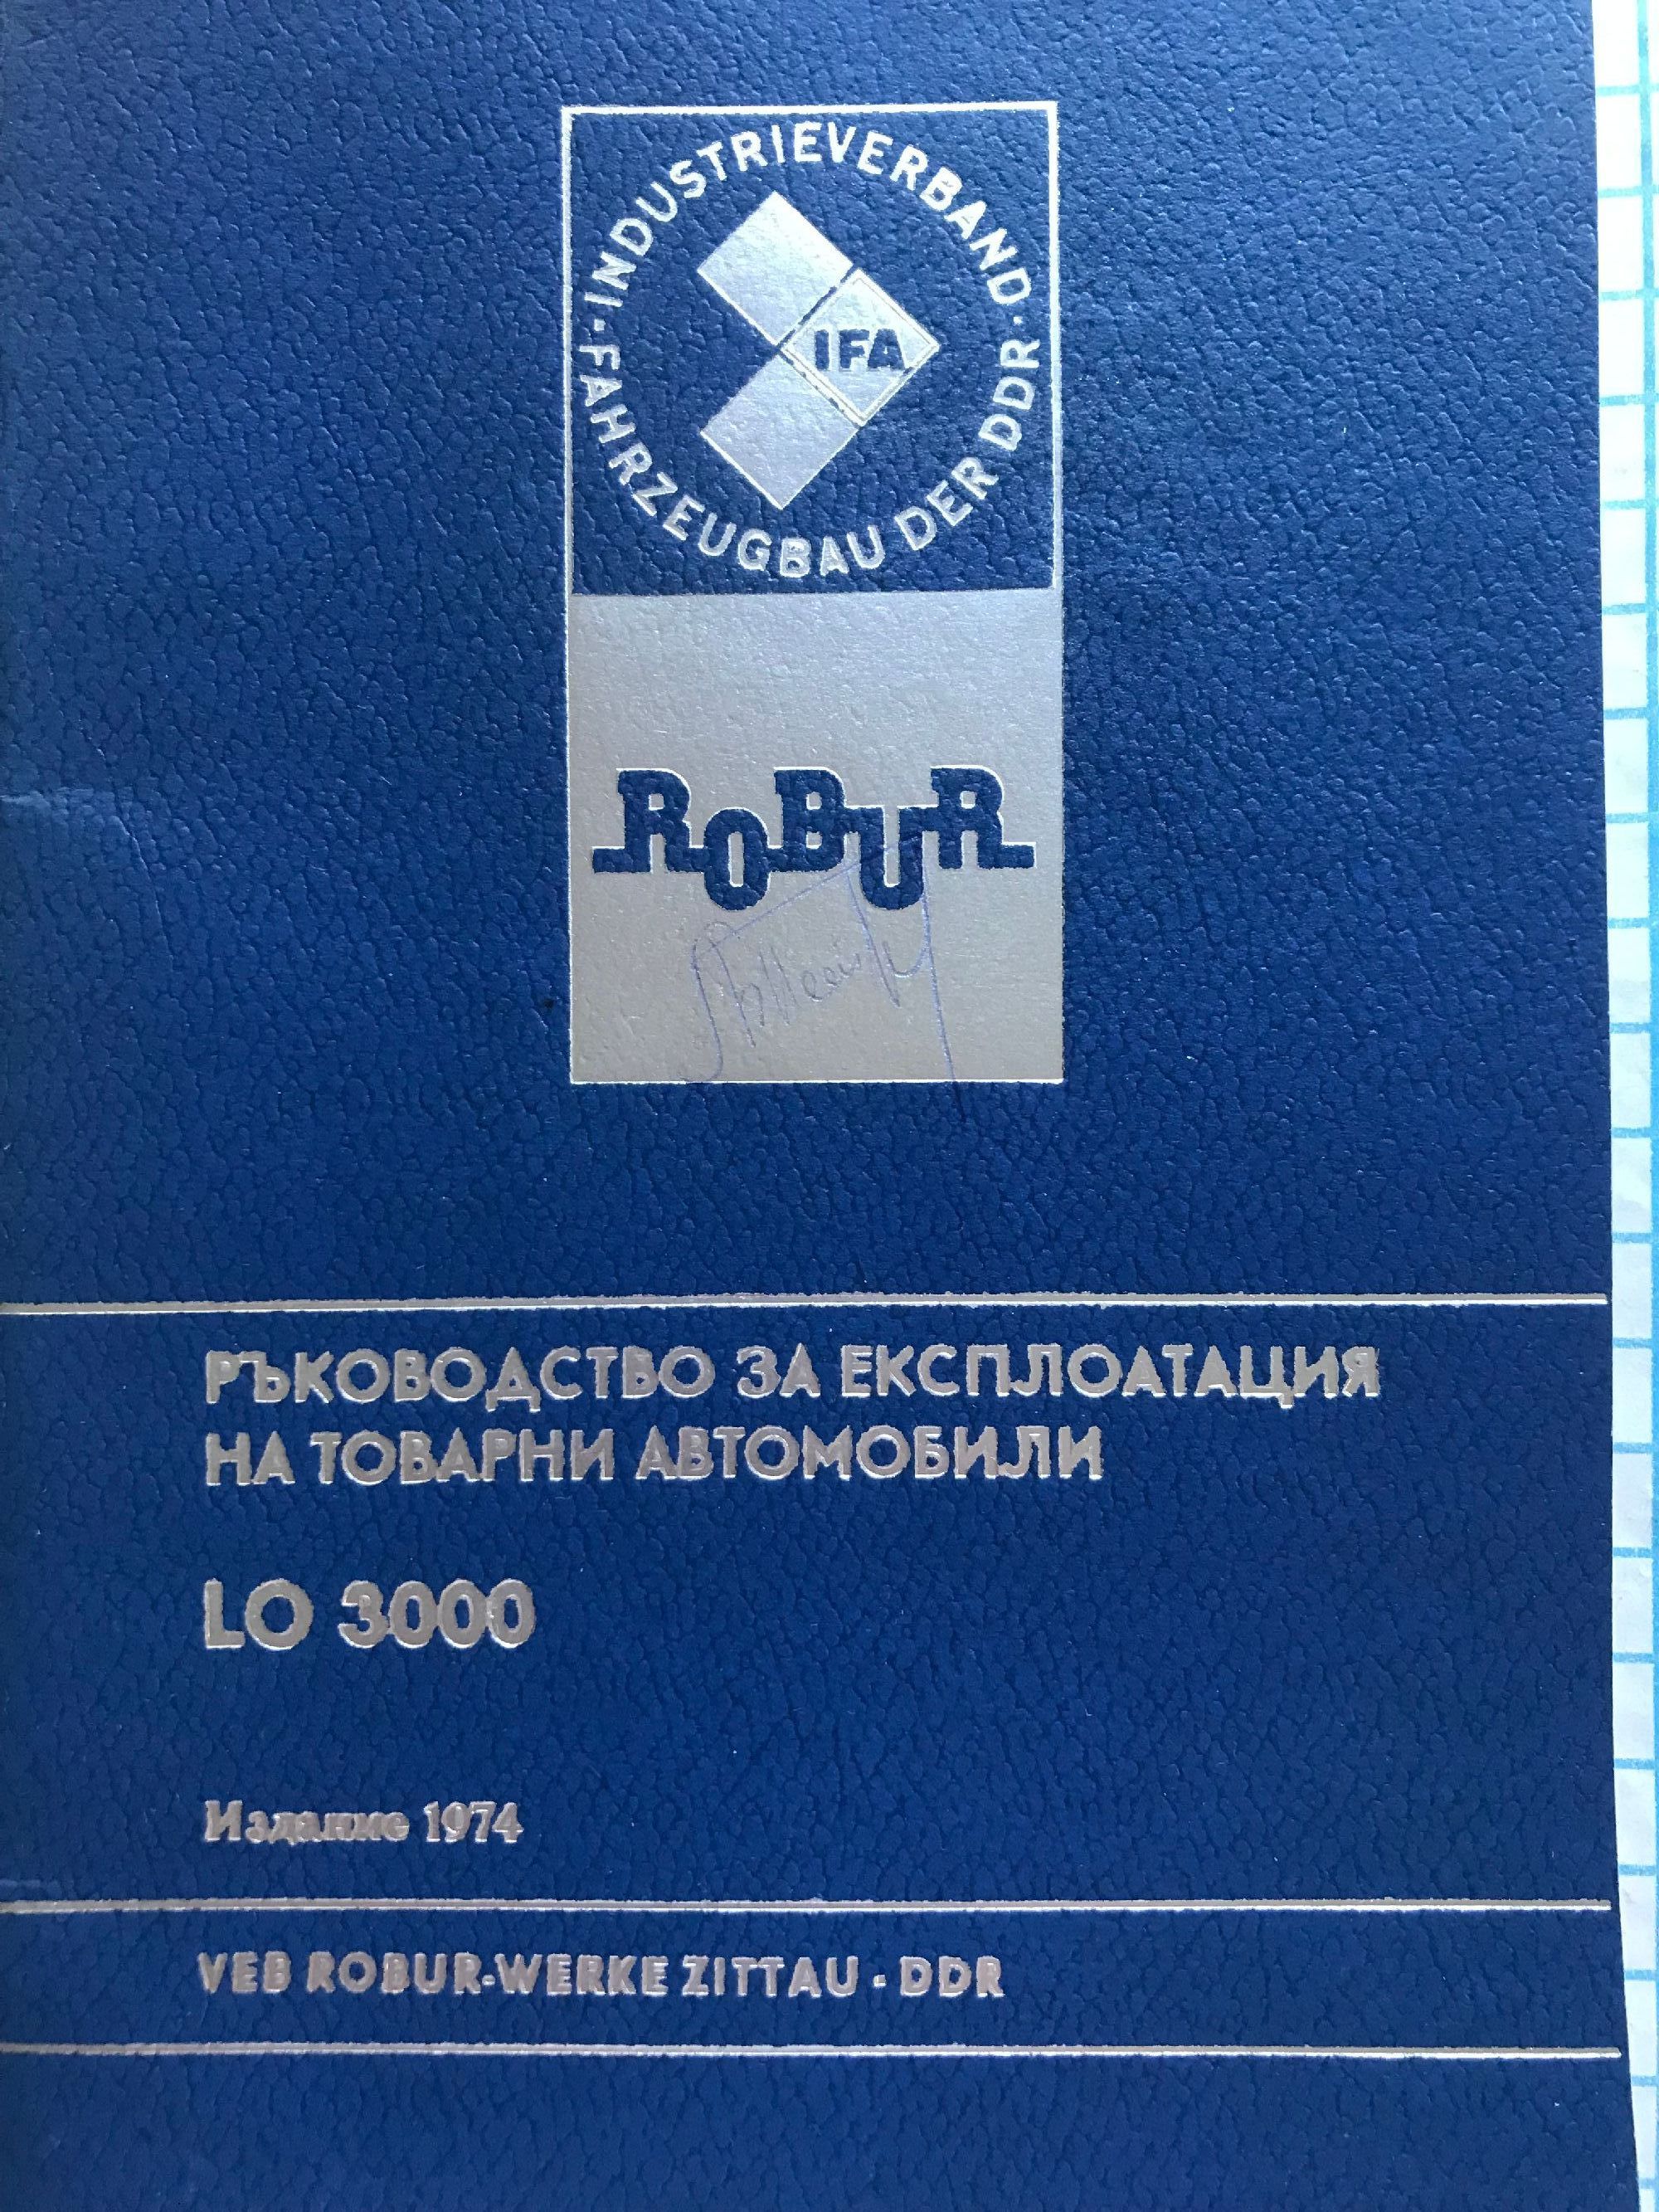 ·INDUSTRIEVERBAND·
FAHRZEUGBAU DER DDR
IFA
ROBUR
РЪКОВОДСТВО ЗА ЕКСПЛОАТАЦИЯ
НА ТОВАРНИ АВТОМОБИЛИ
LO 3000
Издание 1974
VEB ROBUR-WERKE ZITTAU · DDR